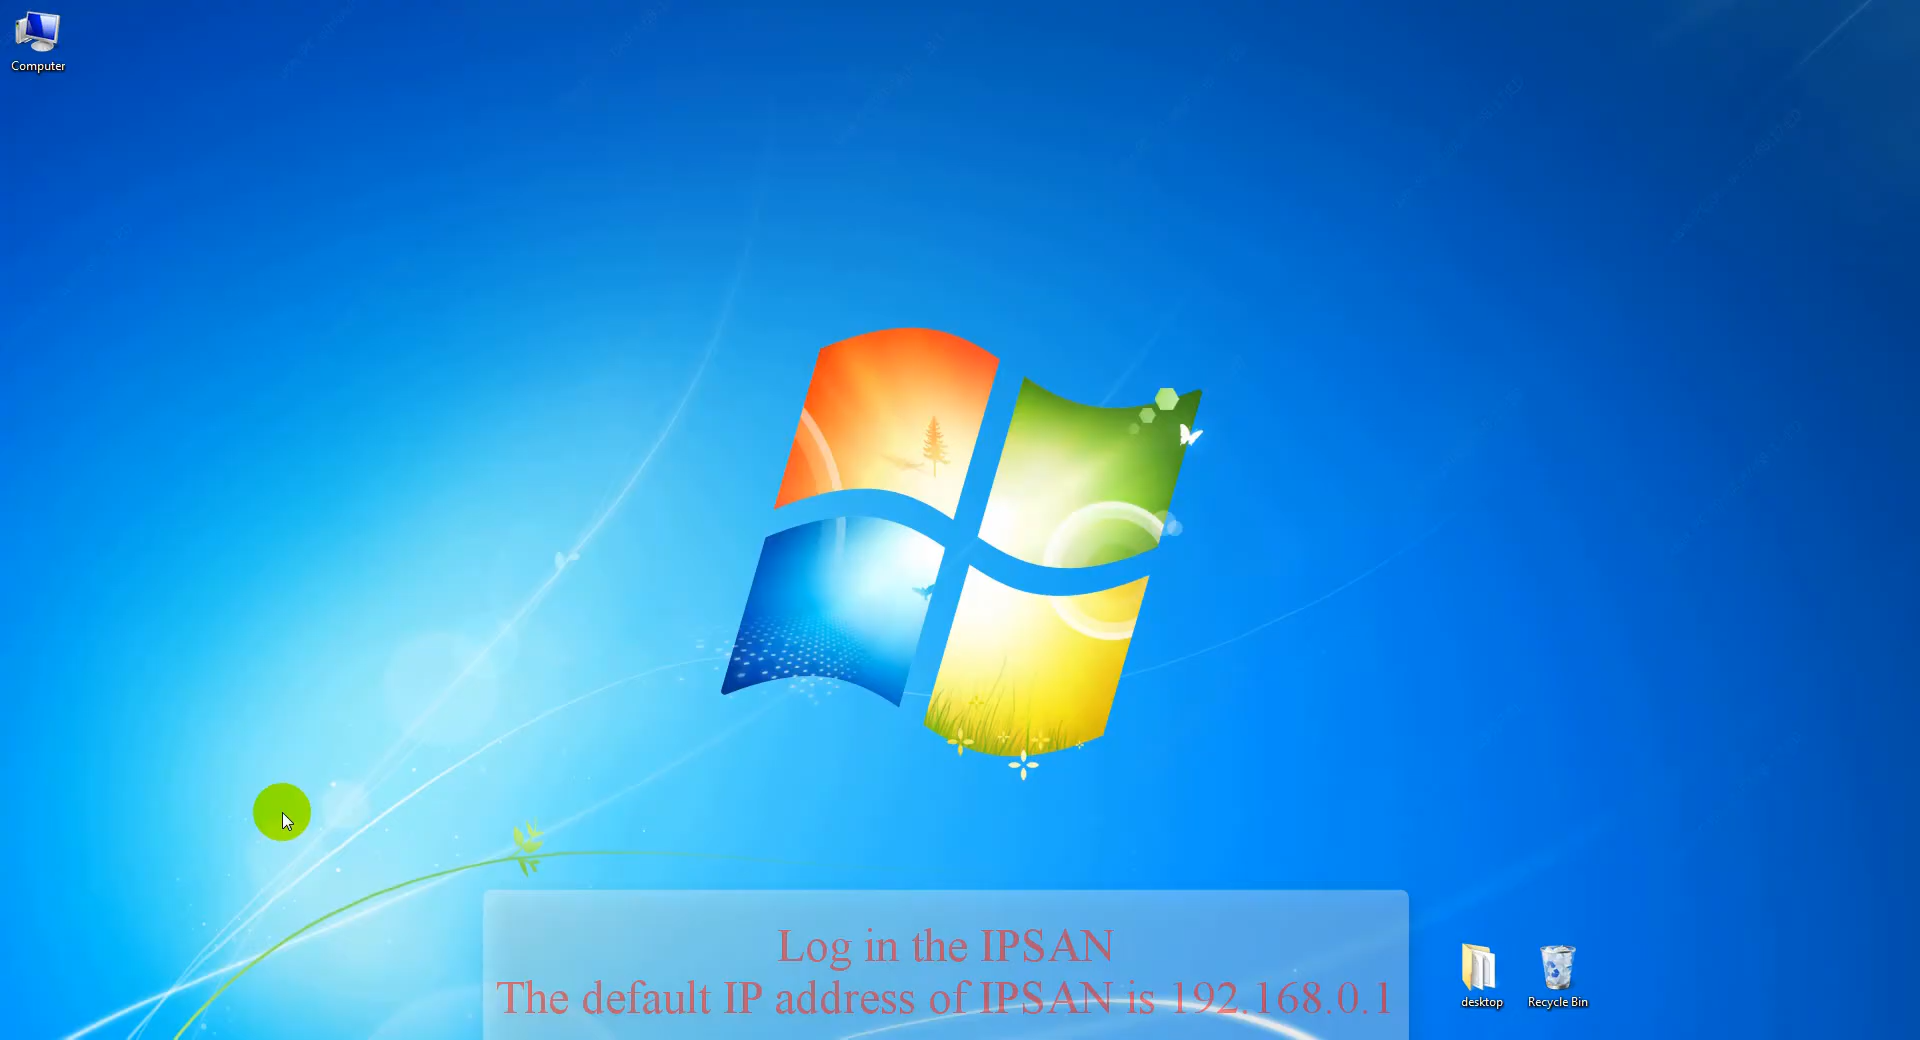 Computer
Log in the IPSAN
The default IP address of IPSAN is 192.168.0.1
desktop
Recycle Bin